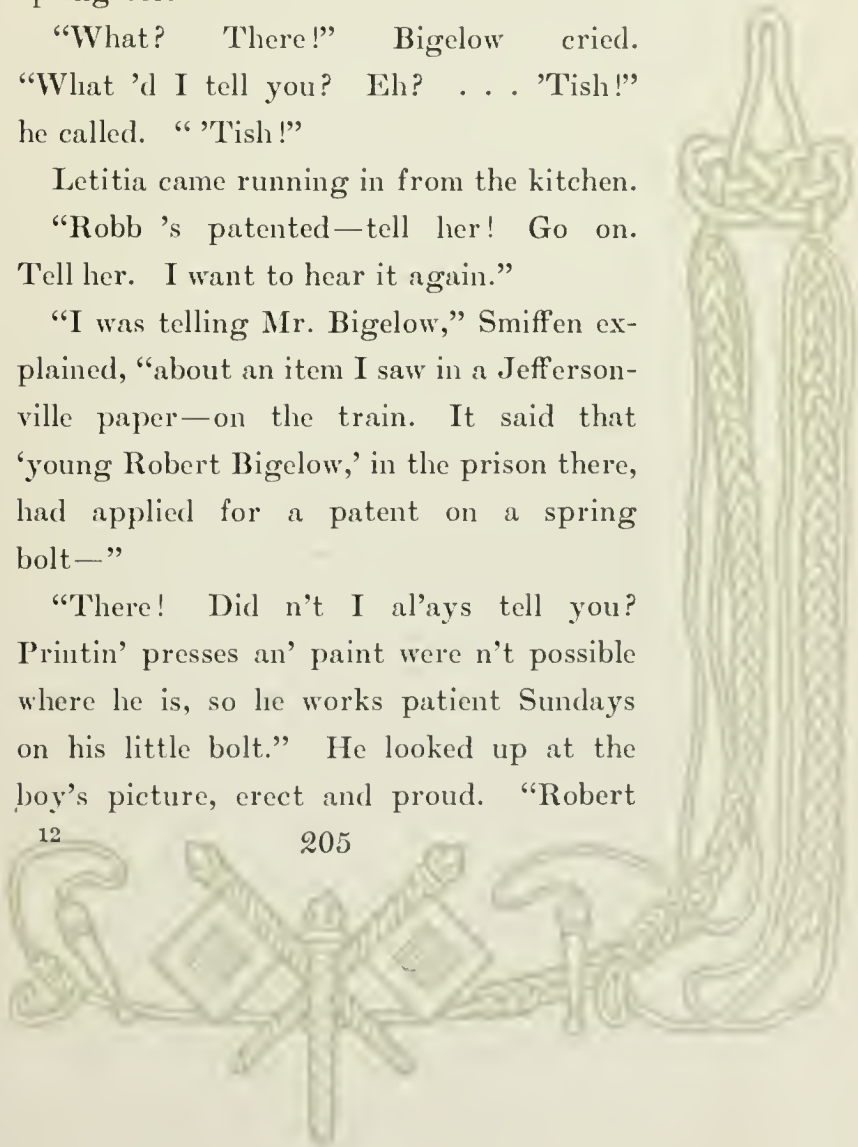 “What? There!” Bigelow cried.
“What ’d I tell you? Eh? . . . ’Tish!”
he called. “ ’Tish!”
Letitia came running in from the kitchen.
“Robb ’s patented—tell her! Go on.
Tell her. I want to hear it again.”
“I was telling Mr. Bigelow,” Smiffen ex-
plained, “about an item I saw in a Jefferson-
ville paper—on the train. It said that
‘young Robert Bigelow,’ in the prison there,
had applied for a patent on a spring
bolt—”
“There! Did n’t I al’ays tell you?
Printin’ presses an’ paint were n’t possible
where he is, so he works patient Sundays
on his little bolt.” He looked up at the
boy’s picture, erect and proud. “Robert
12 205